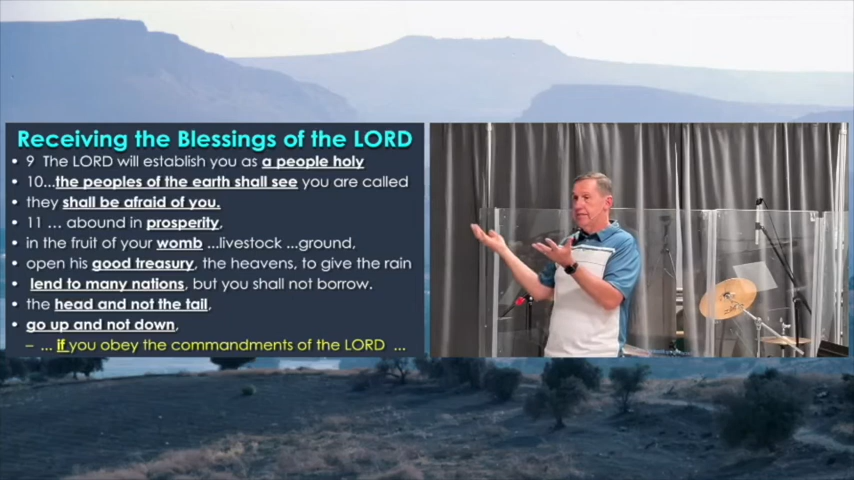 Receiving the Blessings of the LORD
• 9 The LORD will establish you as a people holy
• 10...the peoples of the earth shall see you are called
• they shall be afraid of you.
• 11 ... abound in prosperity,
• in the fruit of your womb ...livestock ...ground,
• open his good treasury, the heavens, to give the rain
• lend to many nations, but you shall not borrow.
• the head and not the tail,
• go up and not down,
– ... if you obey the commandments of the LORD ...